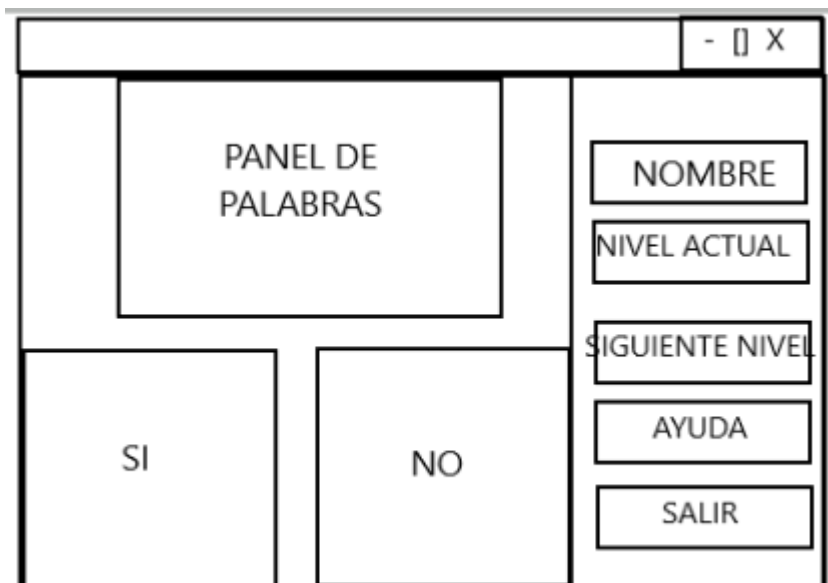 - [] X
PANEL DE
PALABRAS
NOMBRE
NIVEL ACTUAL
SIGUIENTE NIVEL
AYUDA
SALIR
SI
NO